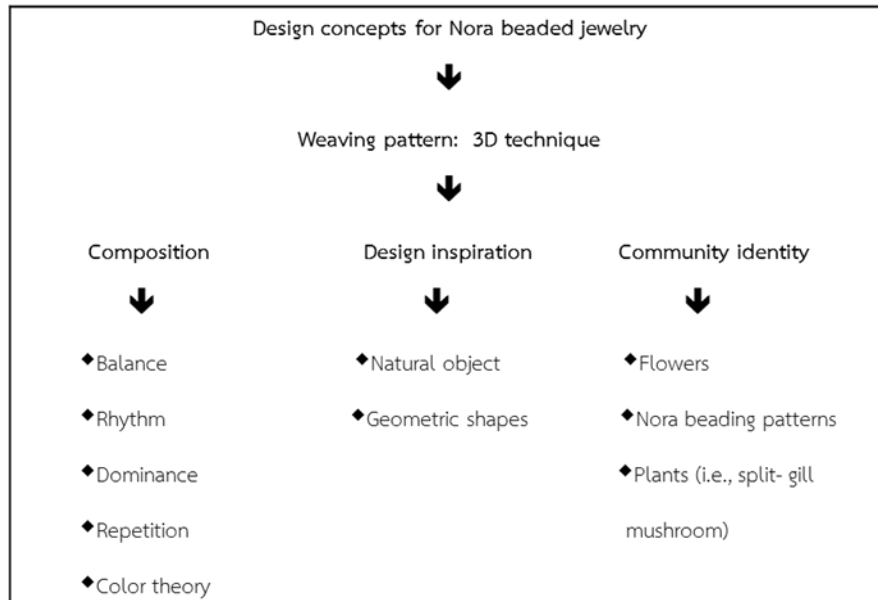 Design concepts for Nora beaded jewelry
Weaving pattern: 3D technique
Composition
◆Balance
◆Rhythm
◆Dominance
◆Repetition
◆Color theory
Design inspiration
◆Natural object
◆Geometric shapes
Community identity
◆Flowers
◆Nora beading patterns
◆Plants (i.e., split- gill
mushroom)